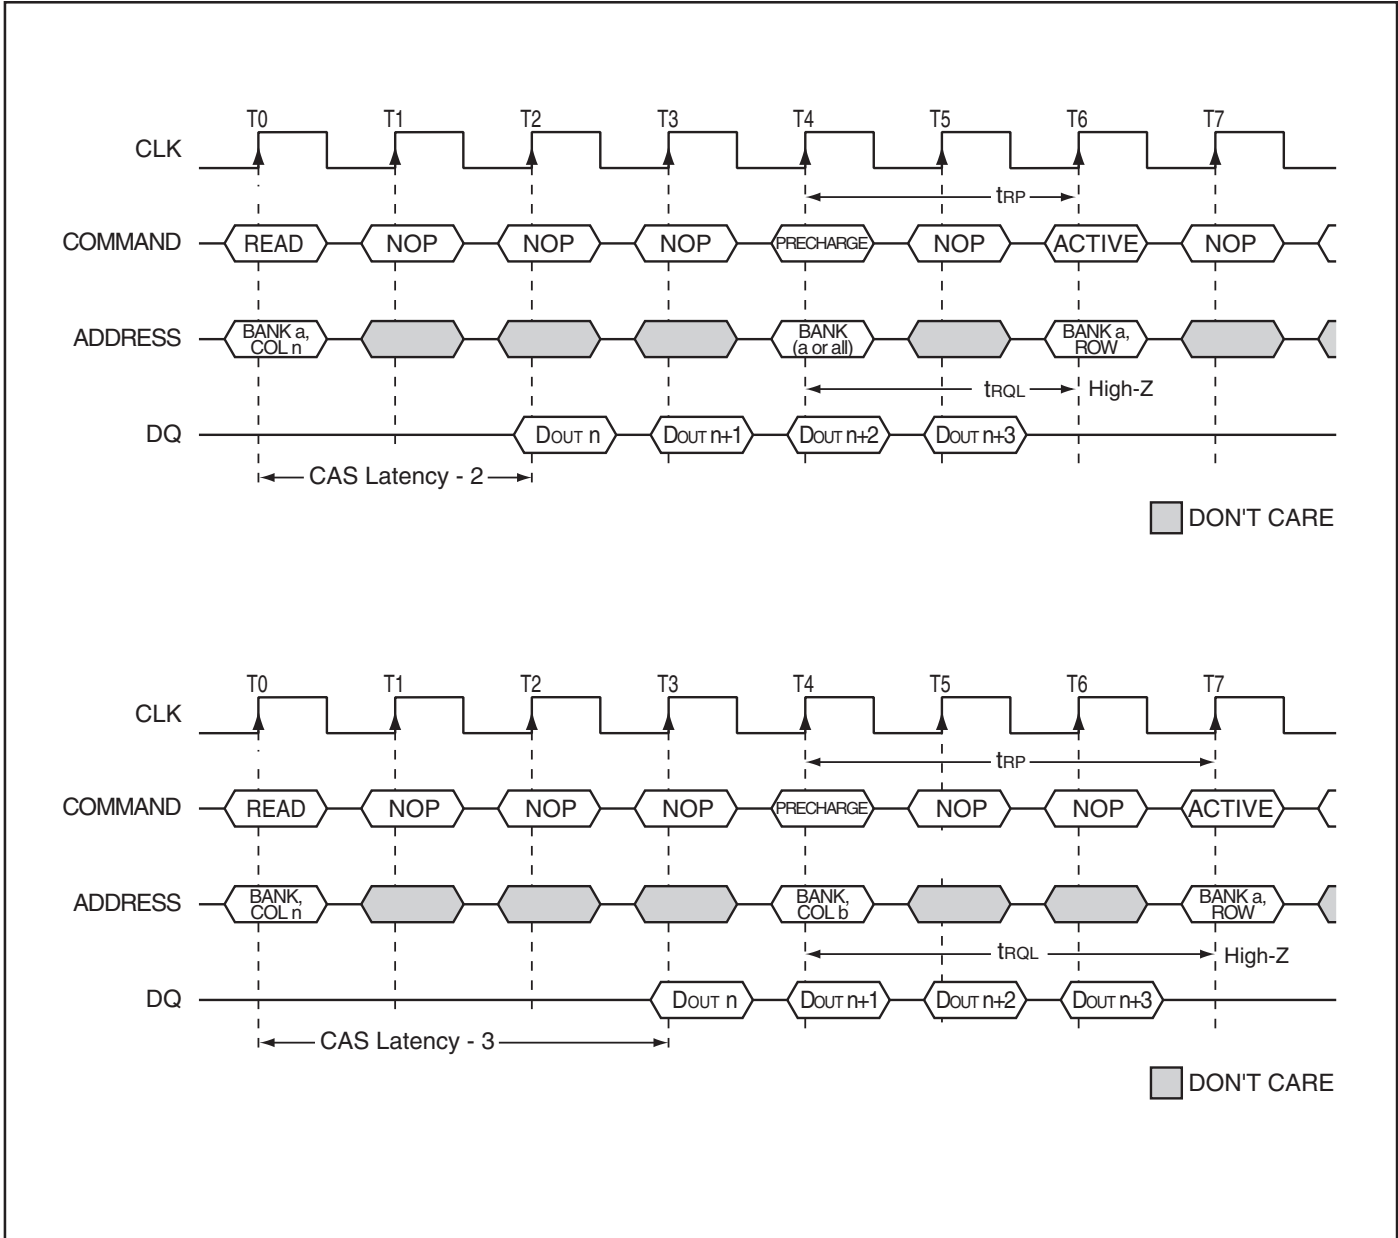 T0 T1 T2 T3 T4 T5 T6 T7
CLK
tRP
COMMAND READ NOP NOP NOP PRECHARGE NOP ACTIVE NOP
ADDRESS BANK a, COL n BANK (a or all) BANK a, ROW
tRQL High-Z
DQ DOUT n DOUT n+1 DOUT n+2 DOUT n+3
CAS Latency - 2
DON'T CARE
T0 T1 T2 T3 T4 T5 T6 T7
CLK
tRP
COMMAND READ NOP NOP NOP PRECHARGE NOP NOP ACTIVE
ADDRESS BANK, COL n BANK, COL b BANK a, ROW
tRQL High-Z
DQ DOUT n DOUT n+1 DOUT n+2 DOUT n+3
CAS Latency - 3
DON'T CARE